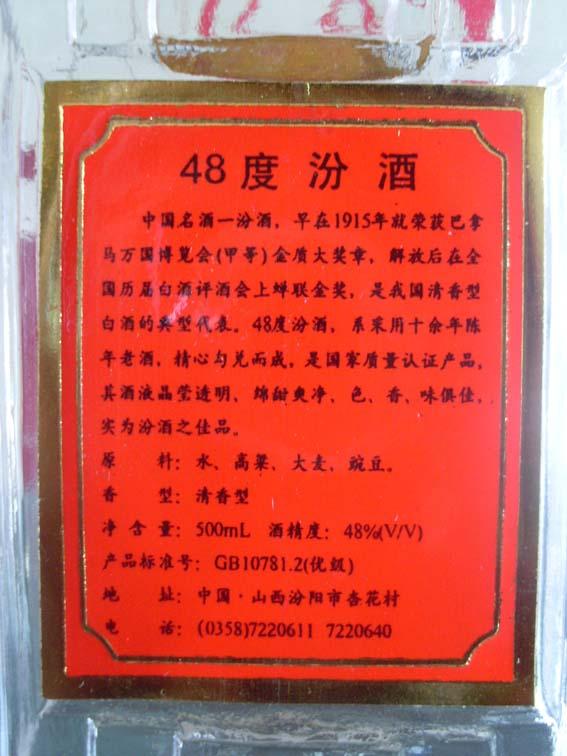 48度汾酒
中国名酒一汾酒，早在1915年就荣获巴拿
马万国博览会(甲等)金质大奖章，解放后在全
国历届白酒评酒会上蝉联金奖，是我国清香型
白酒的典型代表。48度汾酒，系采用十余年陈
年老酒，精心勾兑而成，是国家质量认证产品，
其酒液晶莹透明、绵甜爽净、色、香、味俱佳，
实为汾酒之佳品。
原 料：水、高粱、大麦、豌豆。
香 型：清香型
净含量：500mL 酒精度：48%(V/V)
产品标准号：GB10781.2(优级)
地 址：中国·山西汾阳市杏花村
电 话：(0358)7220611 7220640